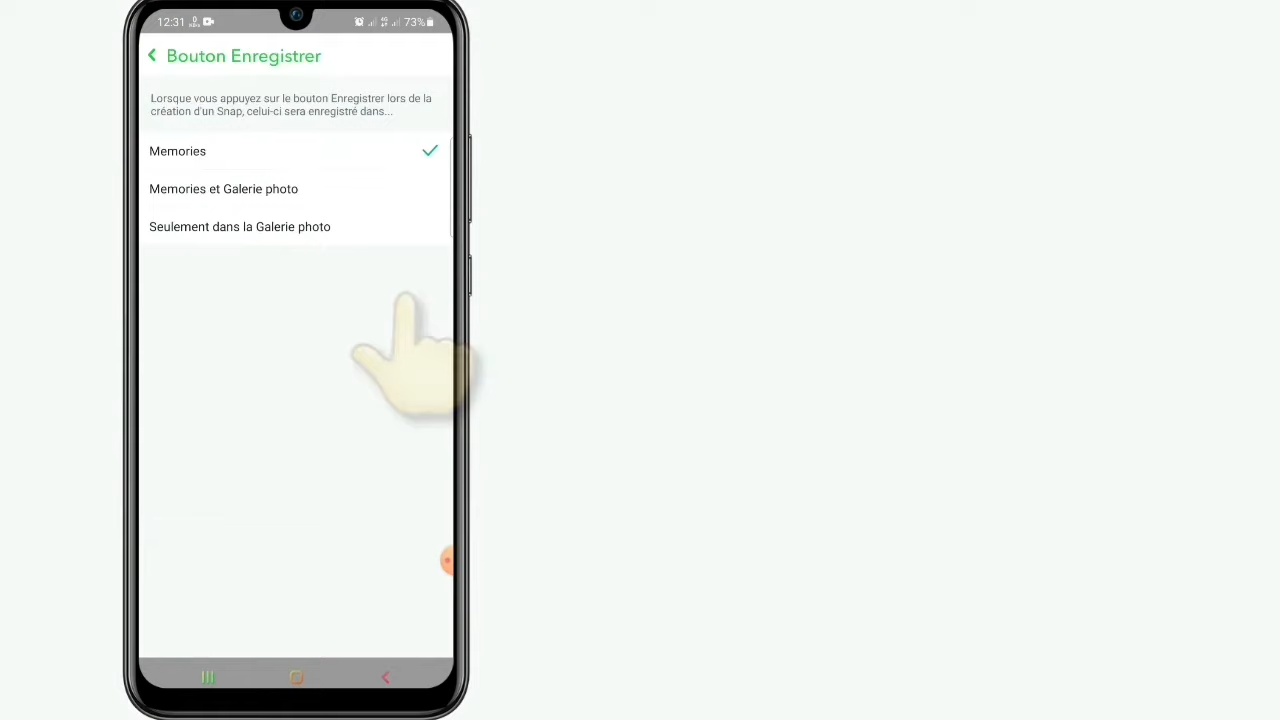 12:31
73%
Bouton Enregistrer
Lorsque vous appuyez sur le bouton Enregistrer lors de la
création d'un Snap, celui-ci sera enregistré dans...
Memories
Memories et Galerie photo
Seulement dans la Galerie photo